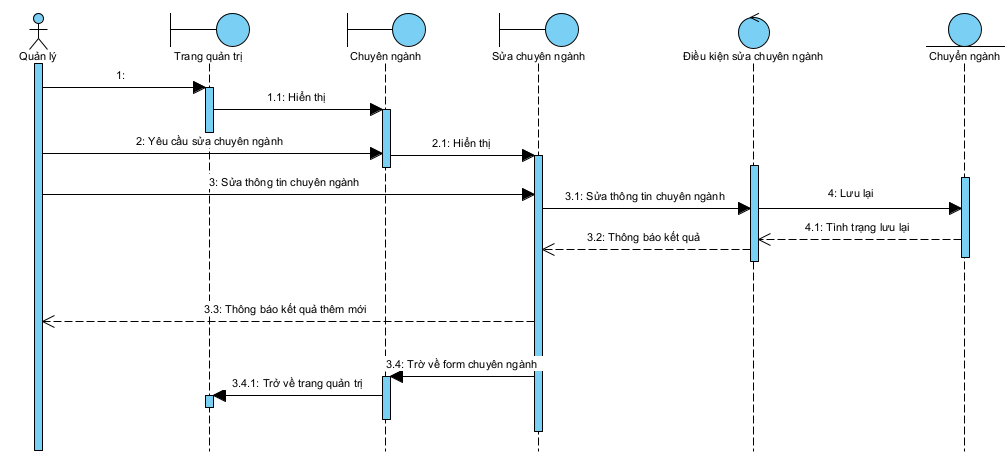 Quản lý
Trang quản trị
Chuyên ngành
Sửa chuyên ngành
Điều kiện sửa chuyên ngành
Chuyển ngành
1:
1.1: Hiển thị
2: Yêu cầu sửa chuyên ngành
2.1: Hiển thị
3: Sửa thông tin chuyên ngành
3.1: Sửa thông tin chuyên ngành
4: Lưu lại
4.1: Tình trạng lưu lại
3.2: Thông báo kết quả
3.3: Thông báo kết quả thêm mới
3.4: Trờ về form chuyên ngành
3.4.1: Trở về trang quản trị